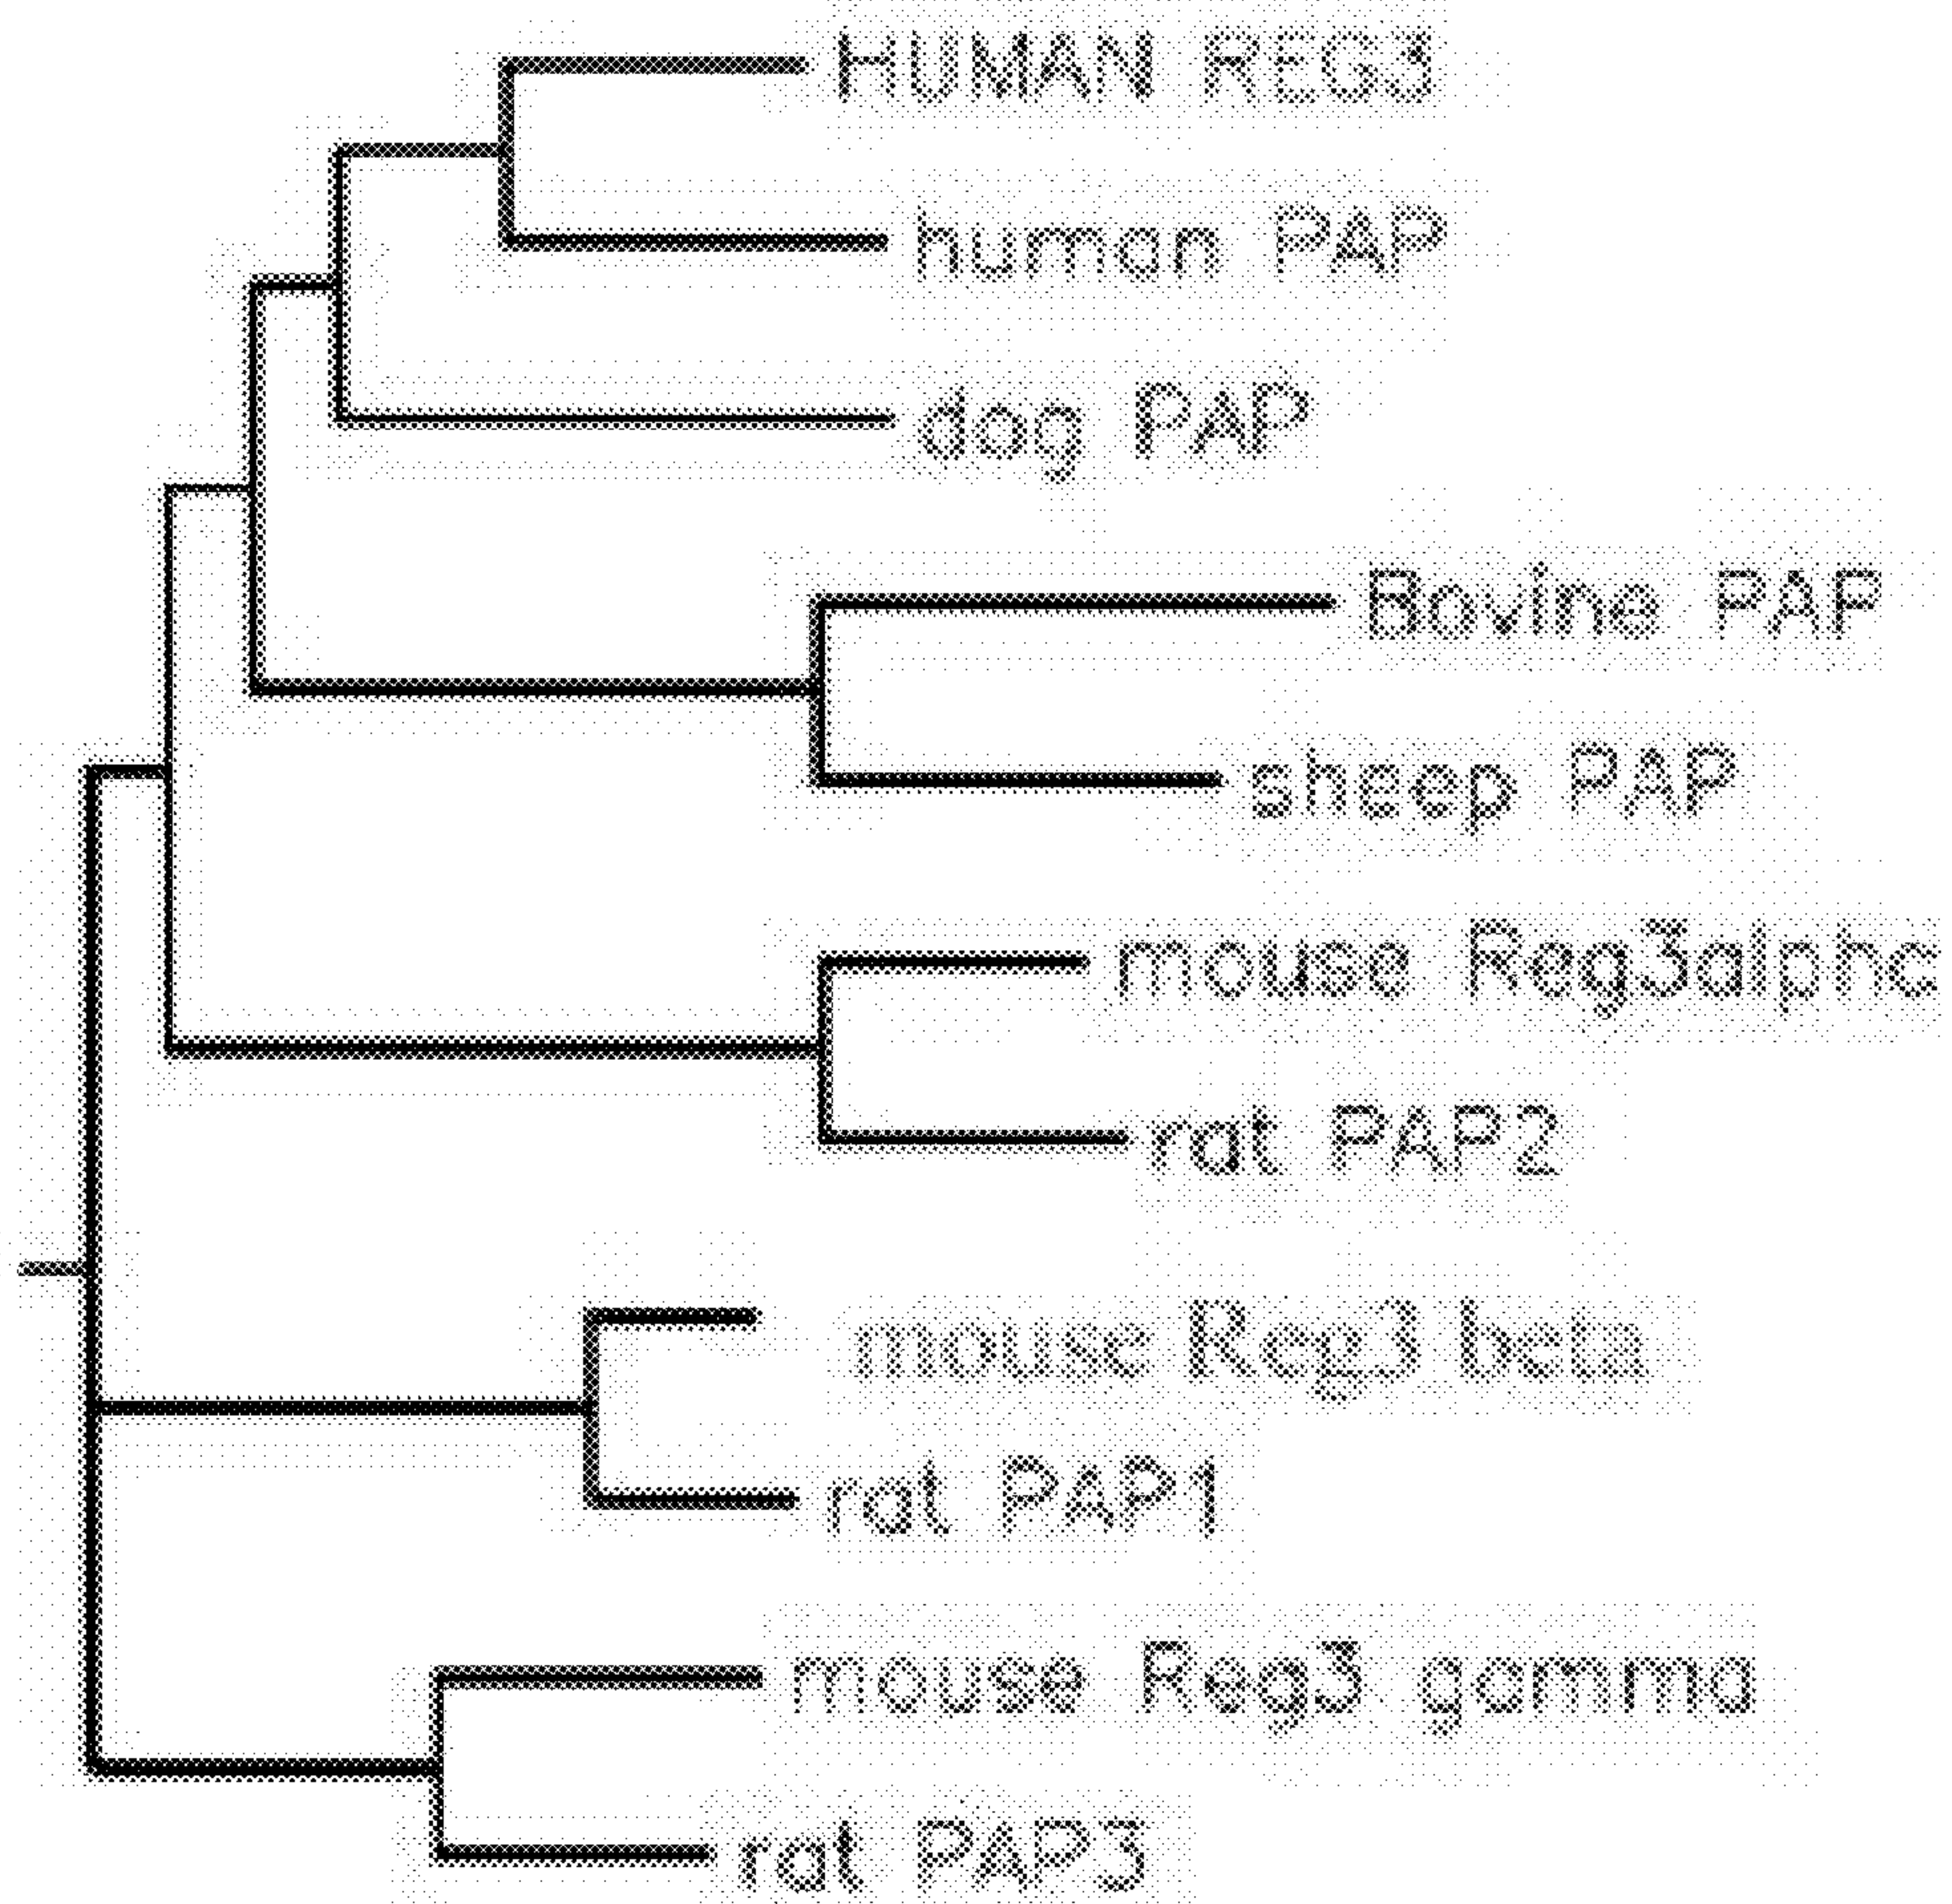 HUMAN REG3
human PAP
dog PAP
Bovine PAP
sheep PAP
mouse Reg3alpha
rat PAP2
mouse Reg3 beta
rat PAP1
mouse Reg3 gamma
rat PAP3